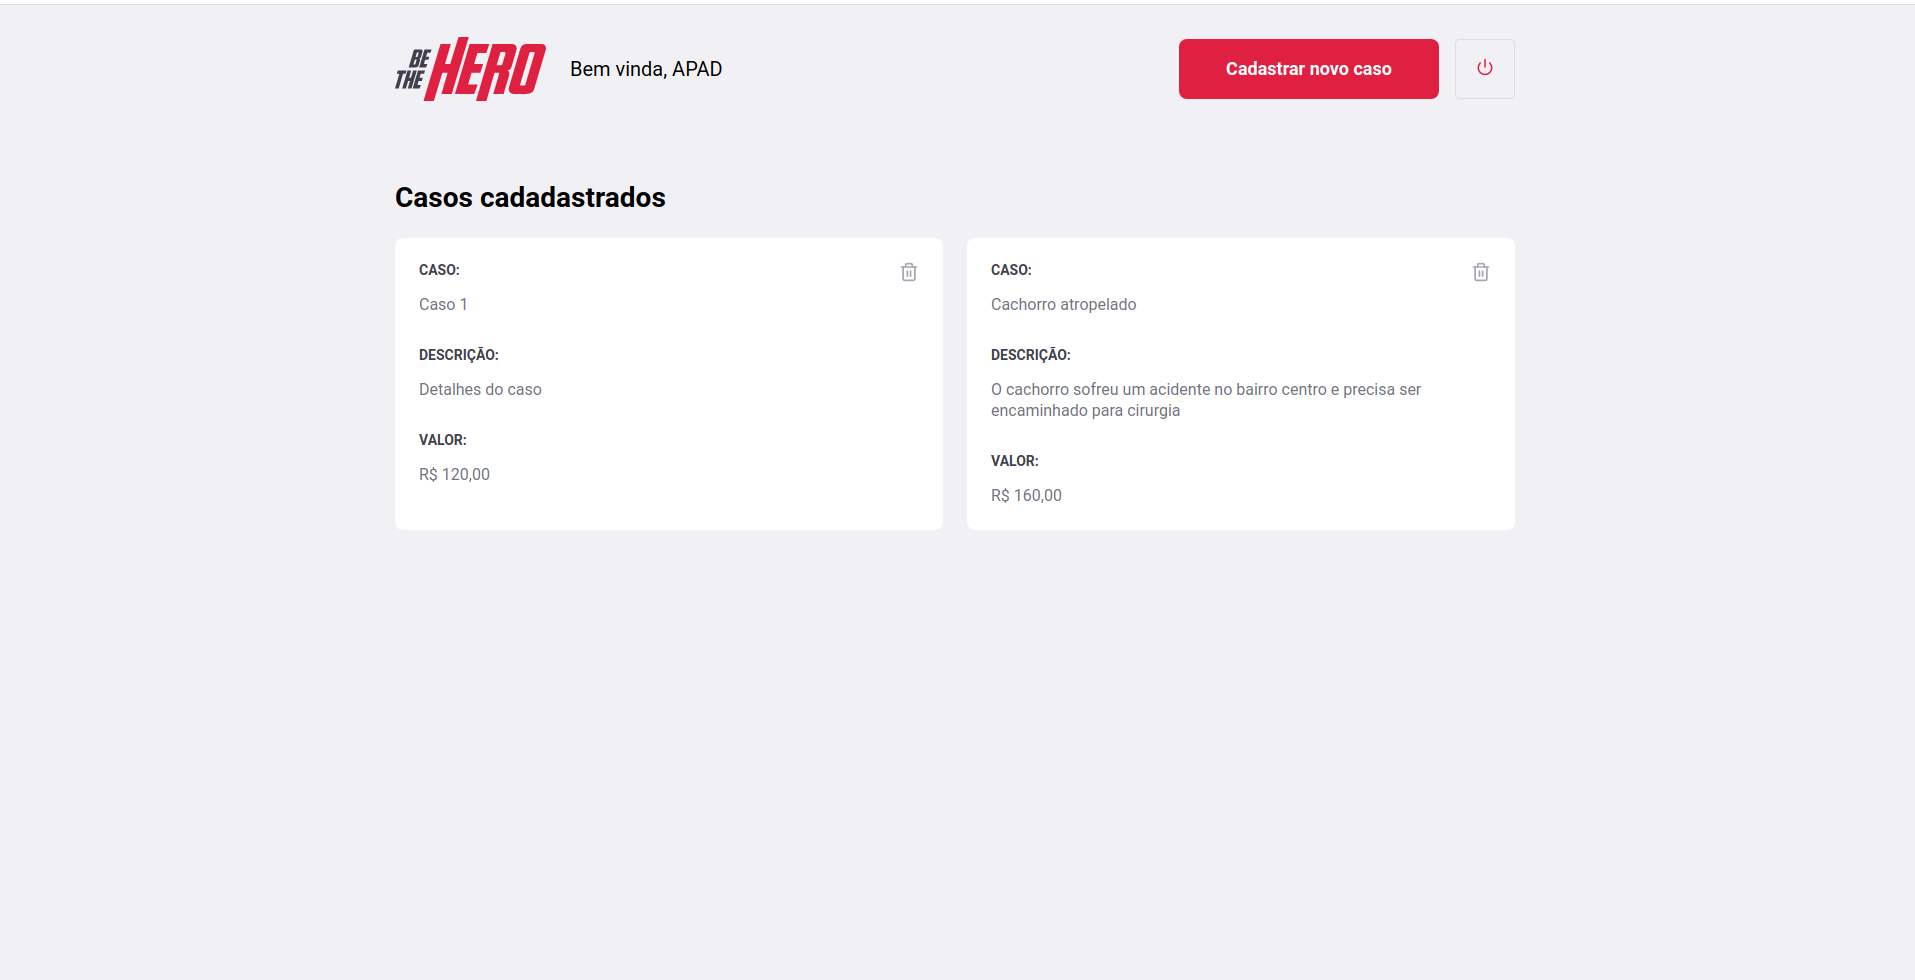 BE
THE HERO
Bem vinda, APAD
Cadastrar novo caso
Casos cadadastrados
CASO:
Caso 1
DESCRIÇÃO:
Detalhes do caso
VALOR:
R$ 120,00
CASO:
Cachorro atropelado
DESCRIÇÃO:
O cachorro sofreu um acidente no bairro centro e precisa ser
encaminhado para cirurgia
VALOR:
R$ 160,00